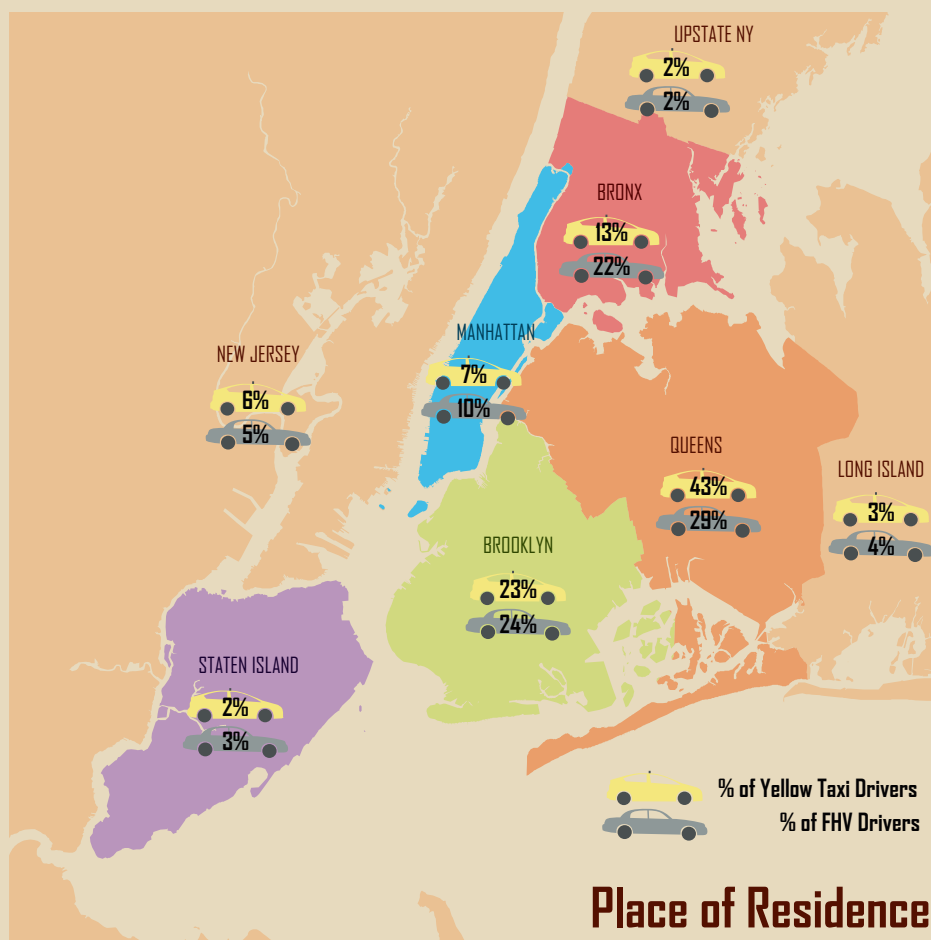 UPSTATE NY
2%
2%
BRONX
13%
22%
MANHATTAN
7%
10%
NEW JERSEY
6%
5%
QUEENS
43%
29%
LONG ISLAND
3%
4%
BROOKLYN
23%
24%
STATEN ISLAND
2%
3%
% of Yellow Taxi Drivers
% of FHV Drivers
Place of Residence